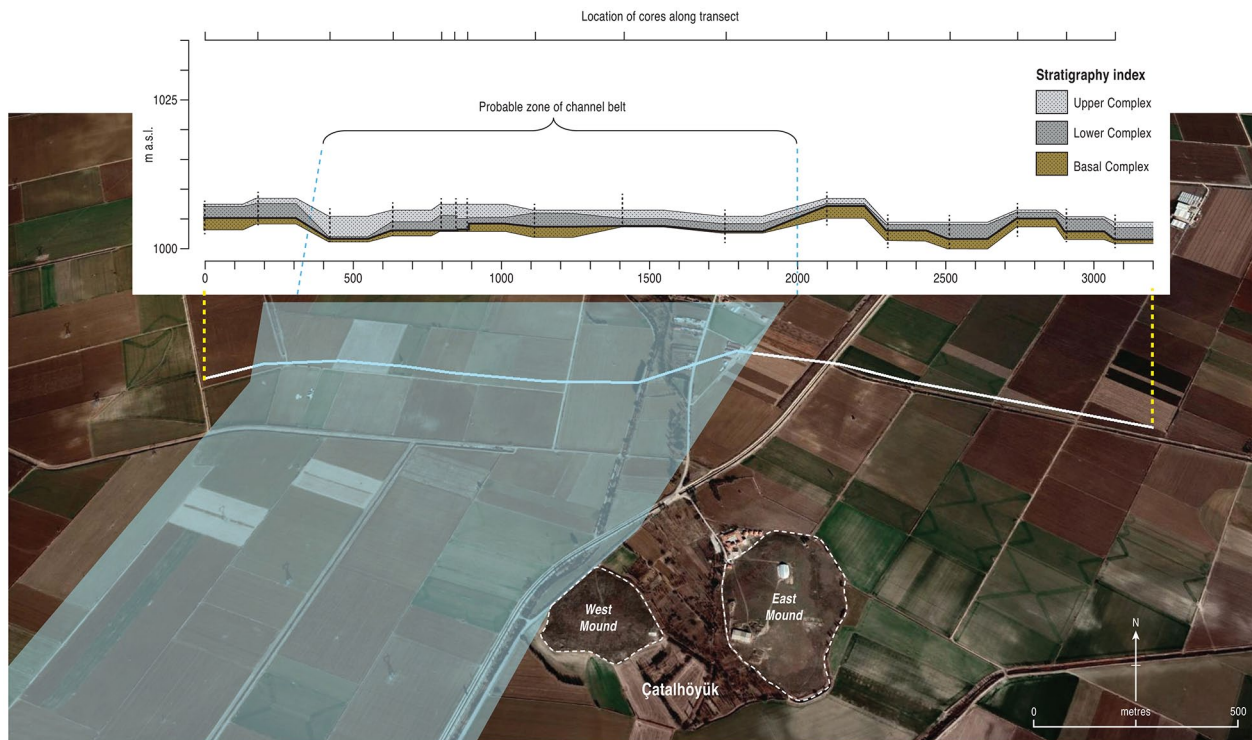 Location of cores along transect
Stratigraphy index
Upper Complex
Lower Complex
Basal Complex
Probable zone of channel belt
m a.s.l.
1025
1000
0 500 1000 1500 2000 2500 3000
West
Mound
East
Mound
Çatalhöyük
N
0 metres 500